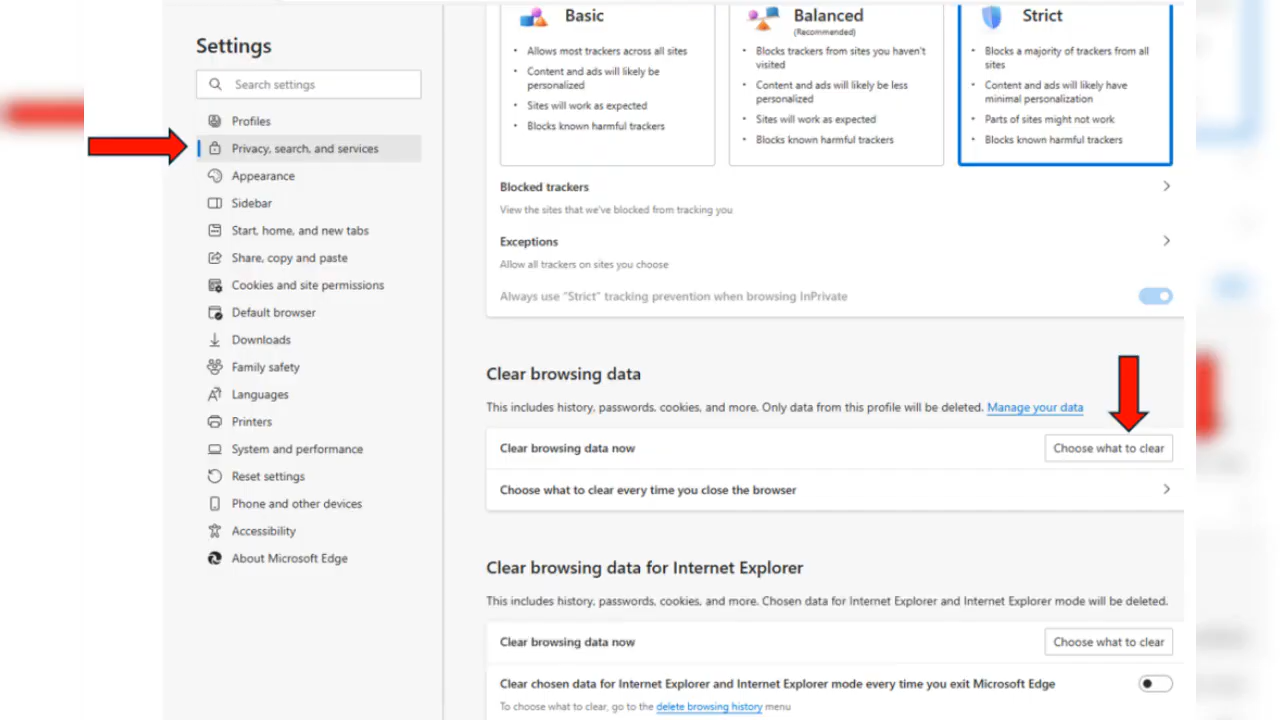 Settings
Search settings
Profiles
Privacy, search, and services
Appearance
Sidebar
Start, home, and new tabs
Share, copy and paste
Cookies and site permissions
Default browser
Downloads
Family safety
Languages
Printers
System and performance
Reset settings
Phone and other devices
Accessibility
About Microsoft Edge
Basic
Allows most trackers across all sites
Content and ads will likely be
personalized
Sites will work as expected
Blocks known harmful trackers
Balanced
(Recommended)
Blocks trackers from sites you haven't
visited
Content and ads will likely be less
personalized
Sites will work as expected
Blocks known harmful trackers
Strict
Blocks a majority of trackers from all
sites
Content and ads will likely have
minimal personalization
Parts of sites might not work
Blocks known harmful trackers
Blocked trackers
View the sites that we've blocked from tracking you
Exceptions
Allow all trackers on sites you choose
Always use "Strict" tracking prevention when browsing InPrivate
Clear browsing data
This includes history, passwords, cookies, and more. Only data from this profile will be deleted. Manage your data
Clear browsing data now
Choose what to clear
Choose what to clear every time you close the browser
Clear browsing data for Internet Explorer
This includes history, passwords, cookies, and more. Chosen data for Internet Explorer and Internet Explorer mode will be deleted.
Clear browsing data now
Choose what to clear
Clear chosen data for Internet Explorer and Internet Explorer mode every time you exit Microsoft Edge
To choose what to clear, go to the delete browsing history menu